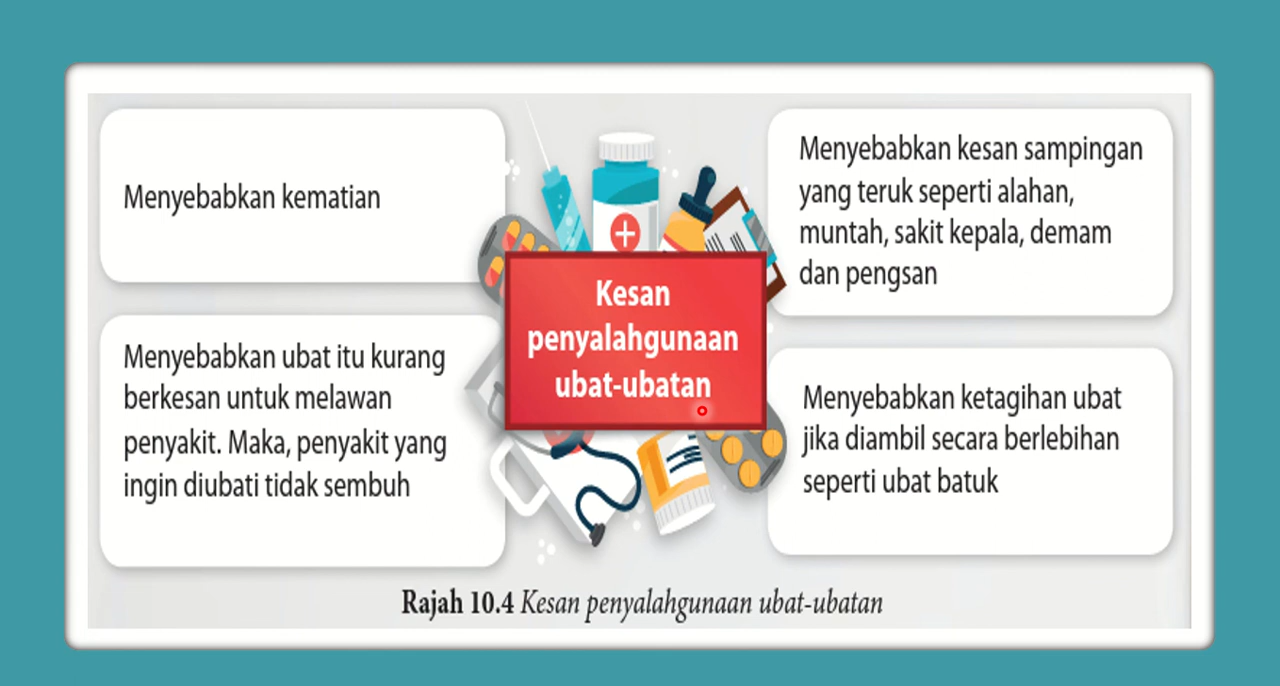 Menyebabkan kematian
Menyebabkan kesan sampingan
yang teruk seperti alahan,
muntah, sakit kepala, demam
dan pengsan
Kesan
penyalahgunaan
ubat-ubatan
Menyebabkan ubat itu kurang
berkesan untuk melawan
penyakit. Maka, penyakit yang
ingin diubati tidak sembuh
Menyebabkan ketagihan ubat
jika diambil secara berlebihan
seperti ubat batuk
Rajah 10.4 Kesan penyalahgunaan ubat-ubatan